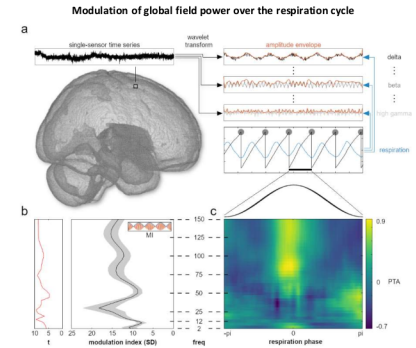 Modulation of global field power over the respiration cycle
a
single-sensor time series
wavelet
transform
amplitude envelope
delta
beta
high gamma
respiration
b
MI
150
100
75
50
25
12
2
10 5 0
t
25 20 15 10 5 0
modulation index (SD)
freq
c
0.9
0
PTA
-0.7
-pi 0 pi
respiration phase